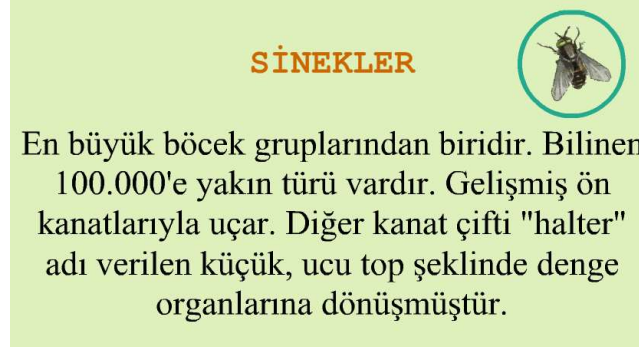 SİNEKLER
En büyük böcek gruplarından biridir. Bilinen
100.000'e yakın türü vardır. Gelişmiş ön
kanatlarıyla uçar. Diğer kanat çifti "halter"
adı verilen küçük, ucu top şeklinde denge
organlarına dönüşmüştür.